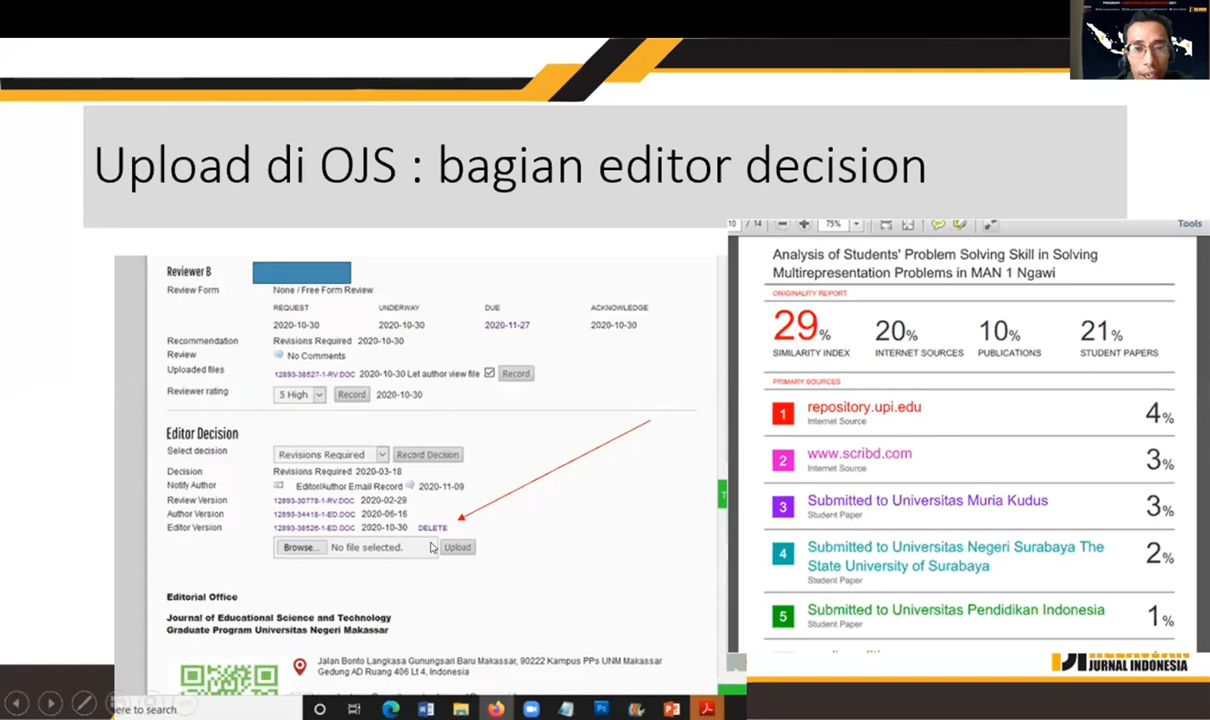 Upload di OJS : bagian editor decision
Reviewer B
Review Form None / Free Form Review
REQUEST UNDERWAY DUE ACKNOWLEDGE
2020-10-30 2020-10-30 2020-11-27 2020-10-30
Recommendation Revisions Required 2020-10-30
Review No Comments
Uploaded files 12893-38527-1-RV.DOC 2020-10-30 Let author view file Record
Reviewer rating 5 High Record 2020-10-30
Editor Decision
Select decision Revisions Required Record Decision
Decision Revisions Required 2020-03-18
Notify Author Editor/Author Email Record 2020-11-09
Review Version 12893-30778-1-RV.DOC 2020-02-29
Author Version 12893-34418-1-ED.DOC 2020-06-16
Editor Version 12893-38526-1-ED.DOC 2020-10-30 DELETE
Browse... No file selected. Upload
Editorial Office
Journal of Educational Science and Technology
Graduate Program Universitas Negeri Makassar
Jalan Bonto Langkasa Gunungsari Baru Makassar, 90222 Kampus PPs UNM Makassar
Gedung AD Ruang 406 Lt 4, Indonesia
ere to search
10 / 14 75% Tools
Analysis of Students' Problem Solving Skill in Solving
Multirepresentation Problems in MAN 1 Ngawi
ORIGINALITY REPORT
29% 20% 10% 21%
SIMILARITY INDEX INTERNET SOURCES PUBLICATIONS STUDENT PAPERS
PRIMARY SOURCES
1 repository.upi.edu 4%
Internet Source
2 www.scribd.com 3%
Internet Source
3 Submitted to Universitas Muria Kudus 3%
Student Paper
4 Submitted to Universitas Negeri Surabaya The 2%
State University of Surabaya
Student Paper
5 Submitted to Universitas Pendidikan Indonesia 1%
Student Paper
JURNAL INDONESIA